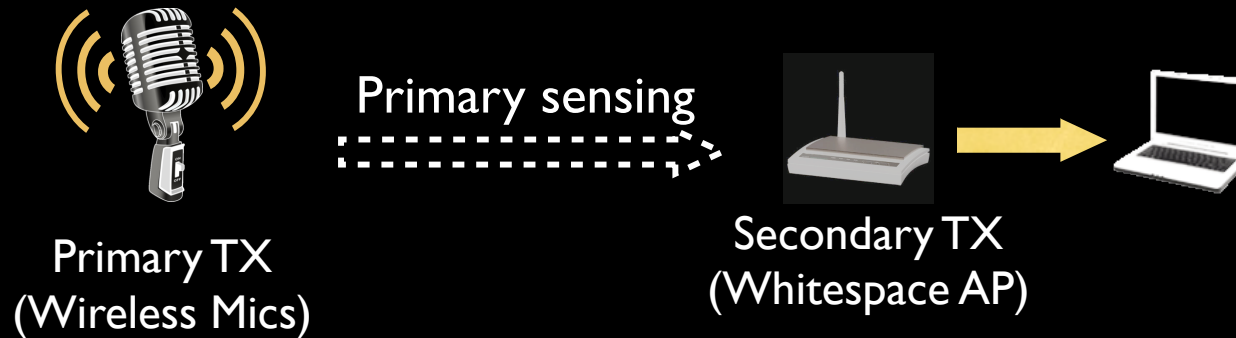 Primary sensing
Primary TX
(Wireless Mics)
Secondary TX
(Whitespace AP)